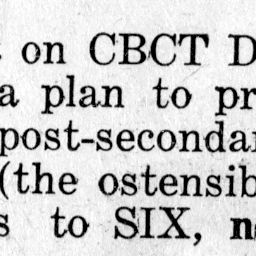 on CBCT D
a plan to pr
post-secondar
(the ostensib
s to SIX, n